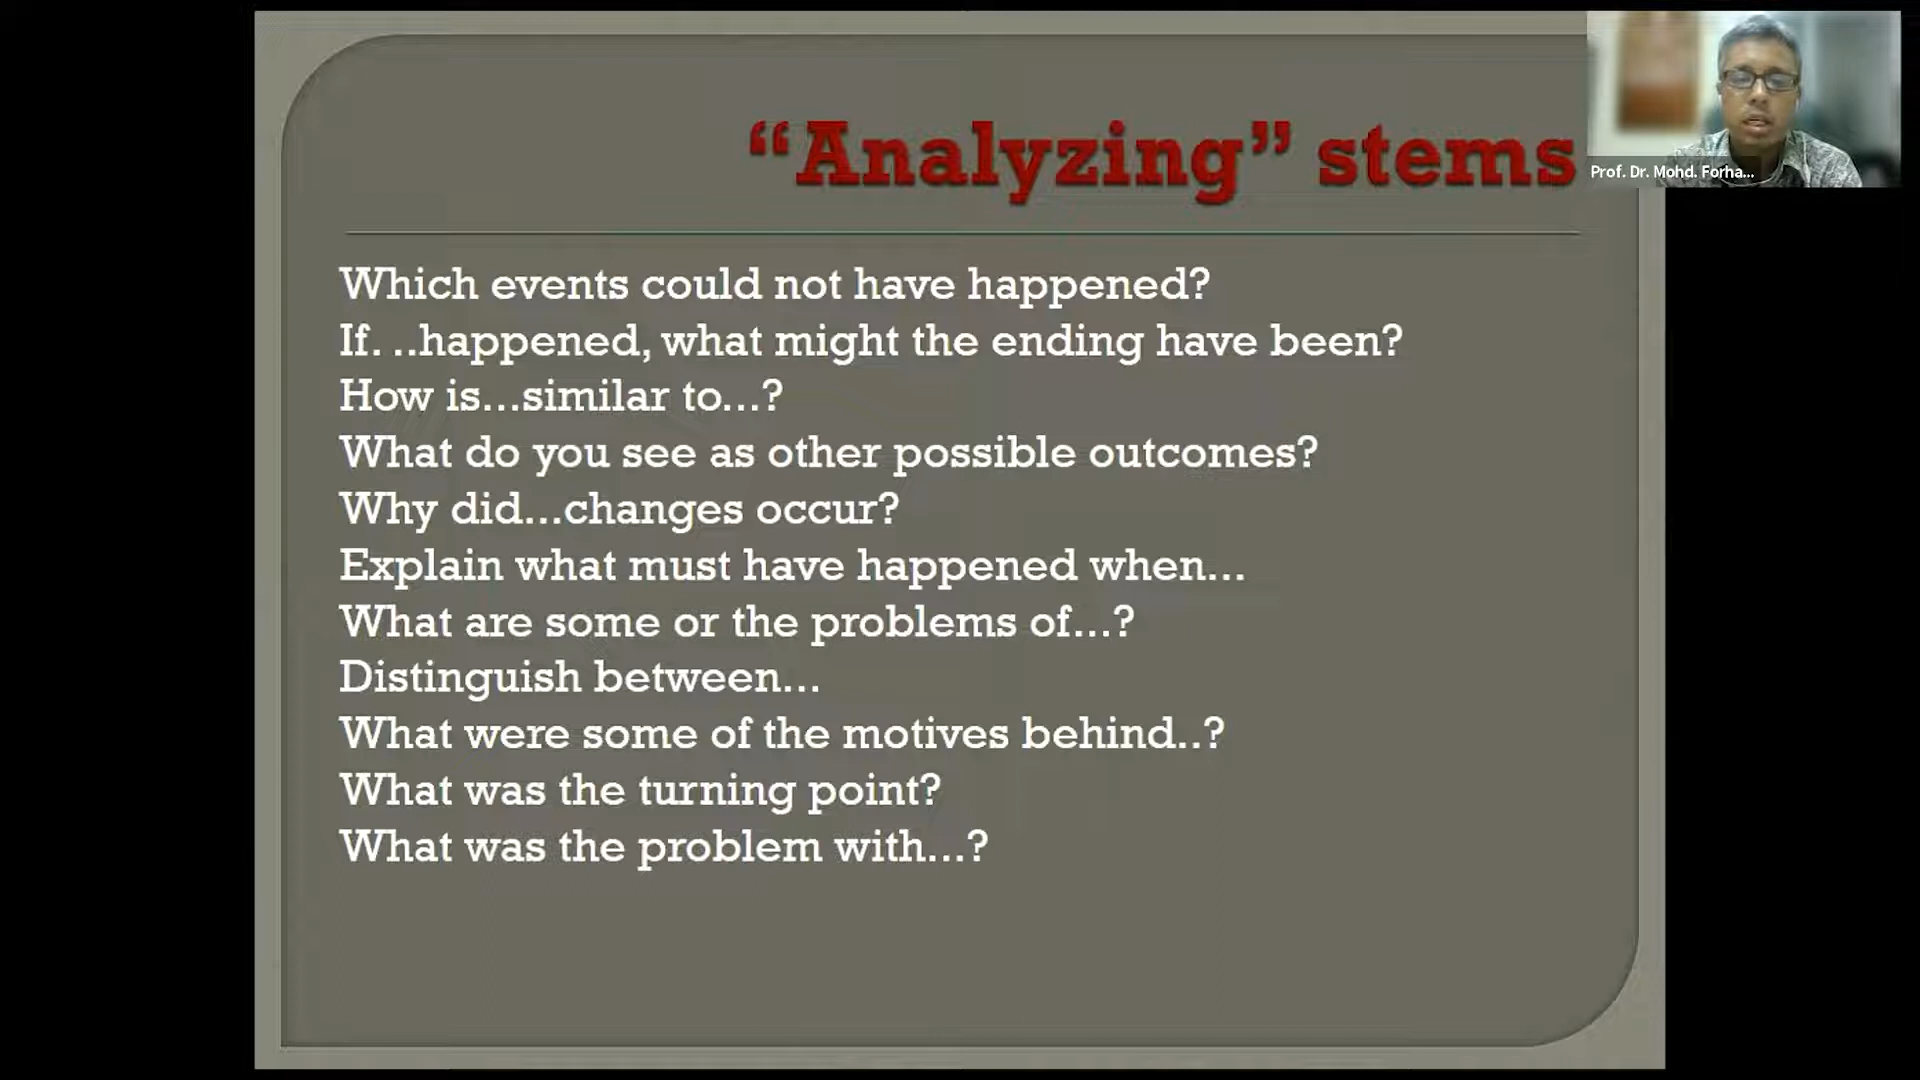 “Analyzing” stems
Prof. Dr. Mohd. Forha...
Which events could not have happened?
If. ..happened, what might the ending have been?
How is...similar to...?
What do you see as other possible outcomes?
Why did...changes occur?
Explain what must have happened when...
What are some or the problems of...?
Distinguish between...
What were some of the motives behind..?
What was the turning point?
What was the problem with...?